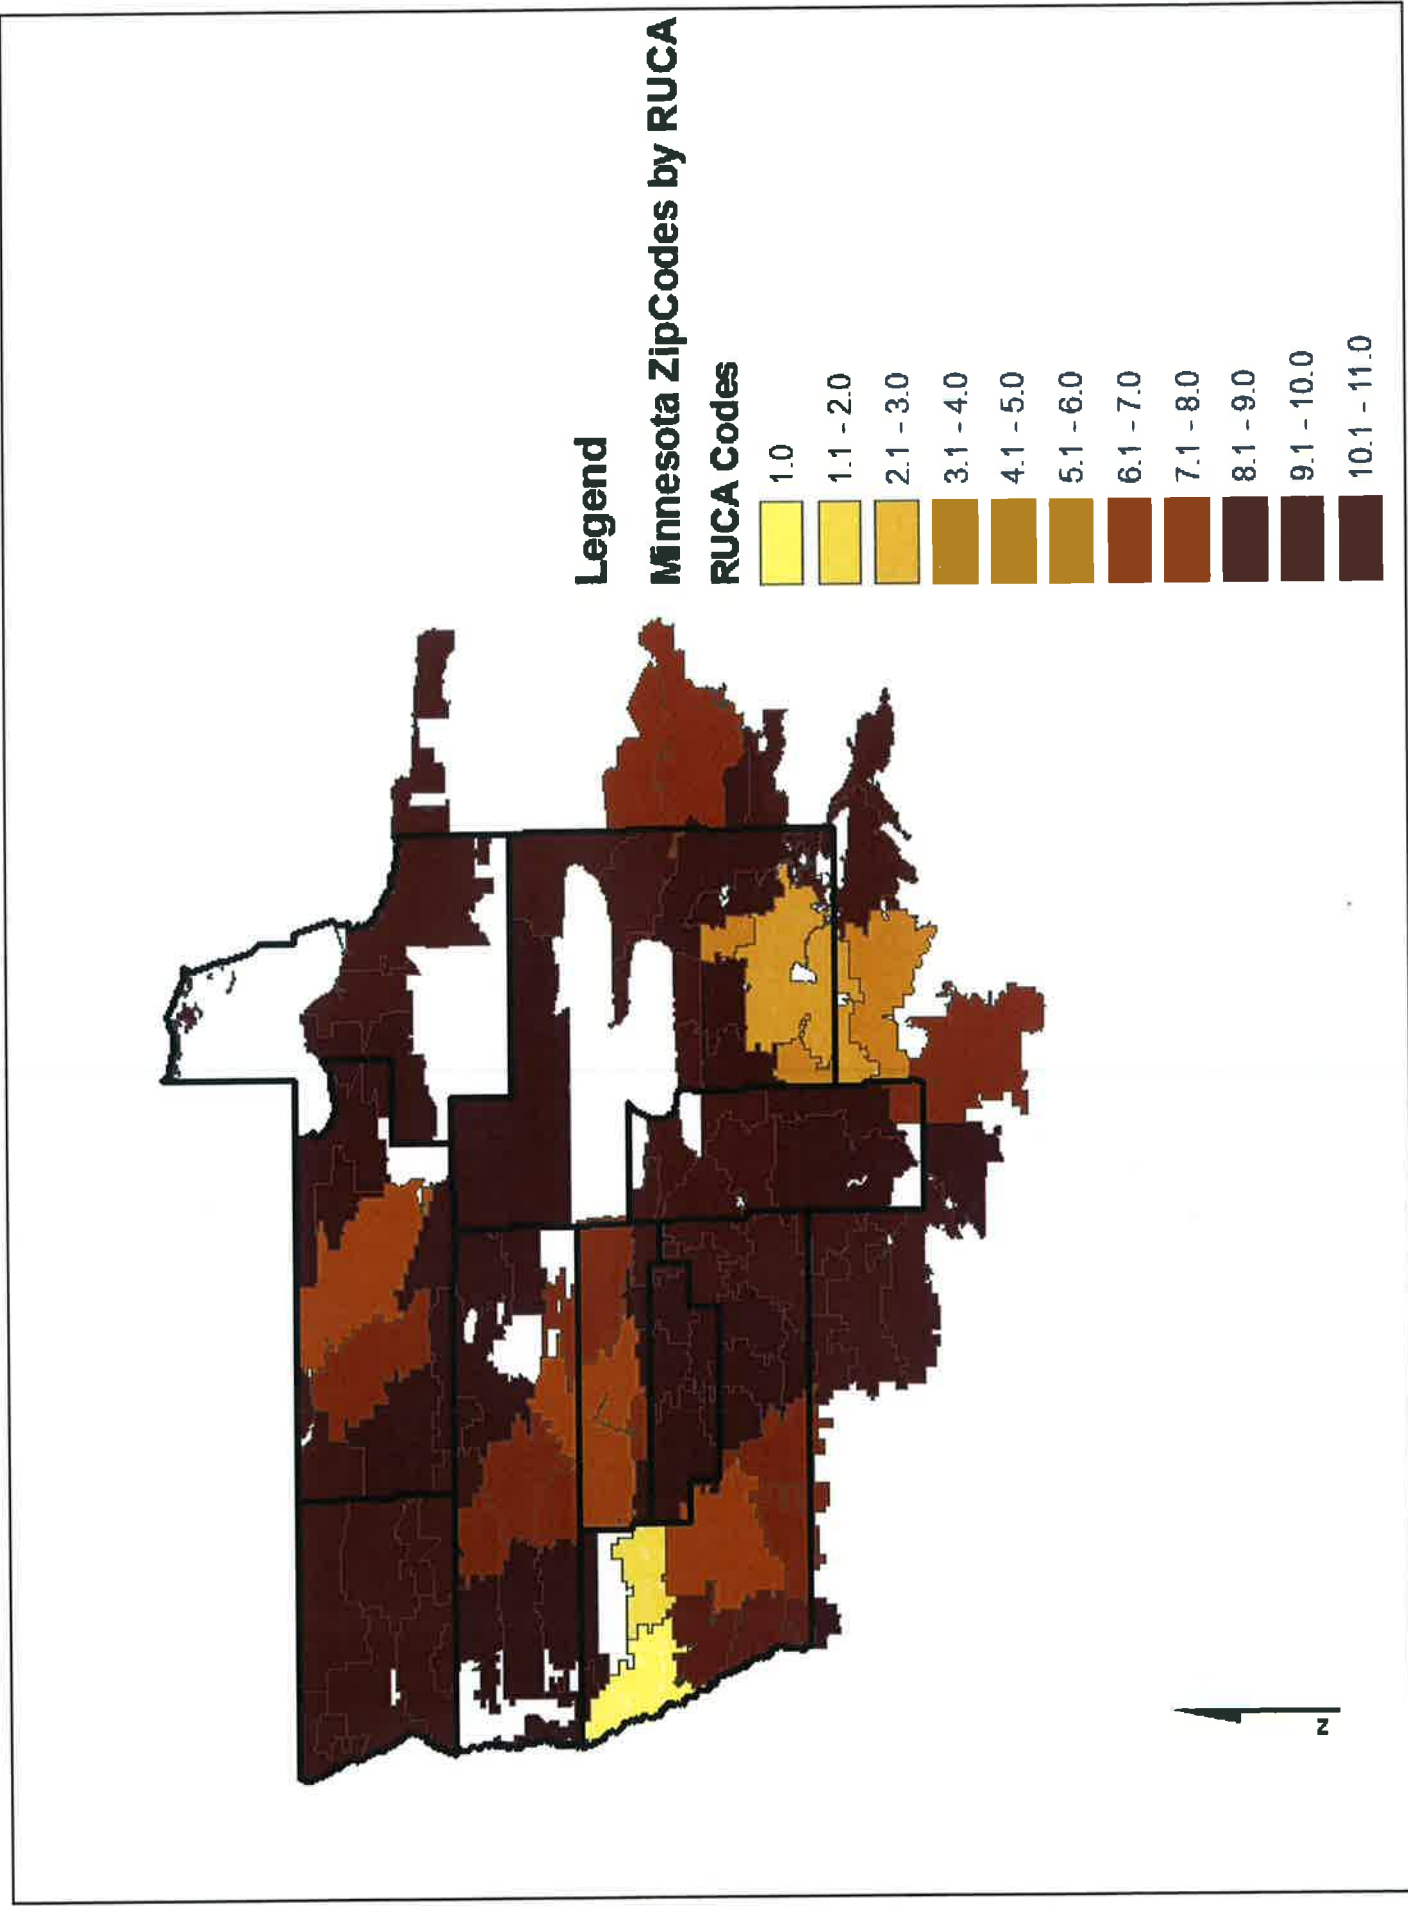 Legend
Minnesota ZipCodes by RUCA
RUCA Codes
1.0
1.1 - 2.0
2.1 - 3.0
3.1 - 4.0
4.1 - 5.0
5.1 - 6.0
6.1 - 7.0
7.1 - 8.0
8.1 - 9.0
9.1 - 10.0
10.1 - 11.0
N